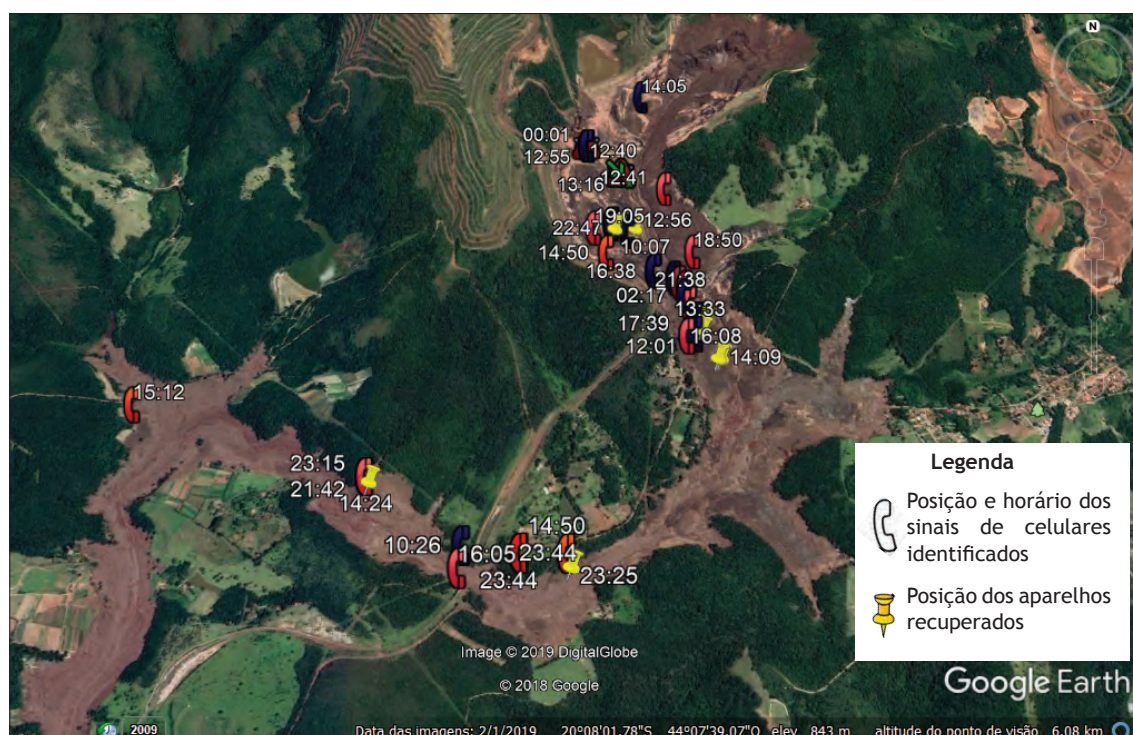 N
14:05
00:01
12:40
12:55
12:41
13:16
19:05
12:56
22:47
10:07
18:50
14:50
16:38
21:38
02:17
13:33
17:39
16:08
12:01
14:09
15:12
23:15
21:42
14:24
14:50
10:26
16:05
23:44
23:44
23:25
Legenda
Posição e horário dos
sinais de celulares
identificados
Posição dos aparelhos
recuperados
Image © 2019 DigitalGlobe
© 2018 Google
Google Earth
2009
Data das imagens: 2/1/2019 20°08'01.78"S 44°07'39.07"O elev 843 m altitude do ponto de visão 6.08 km